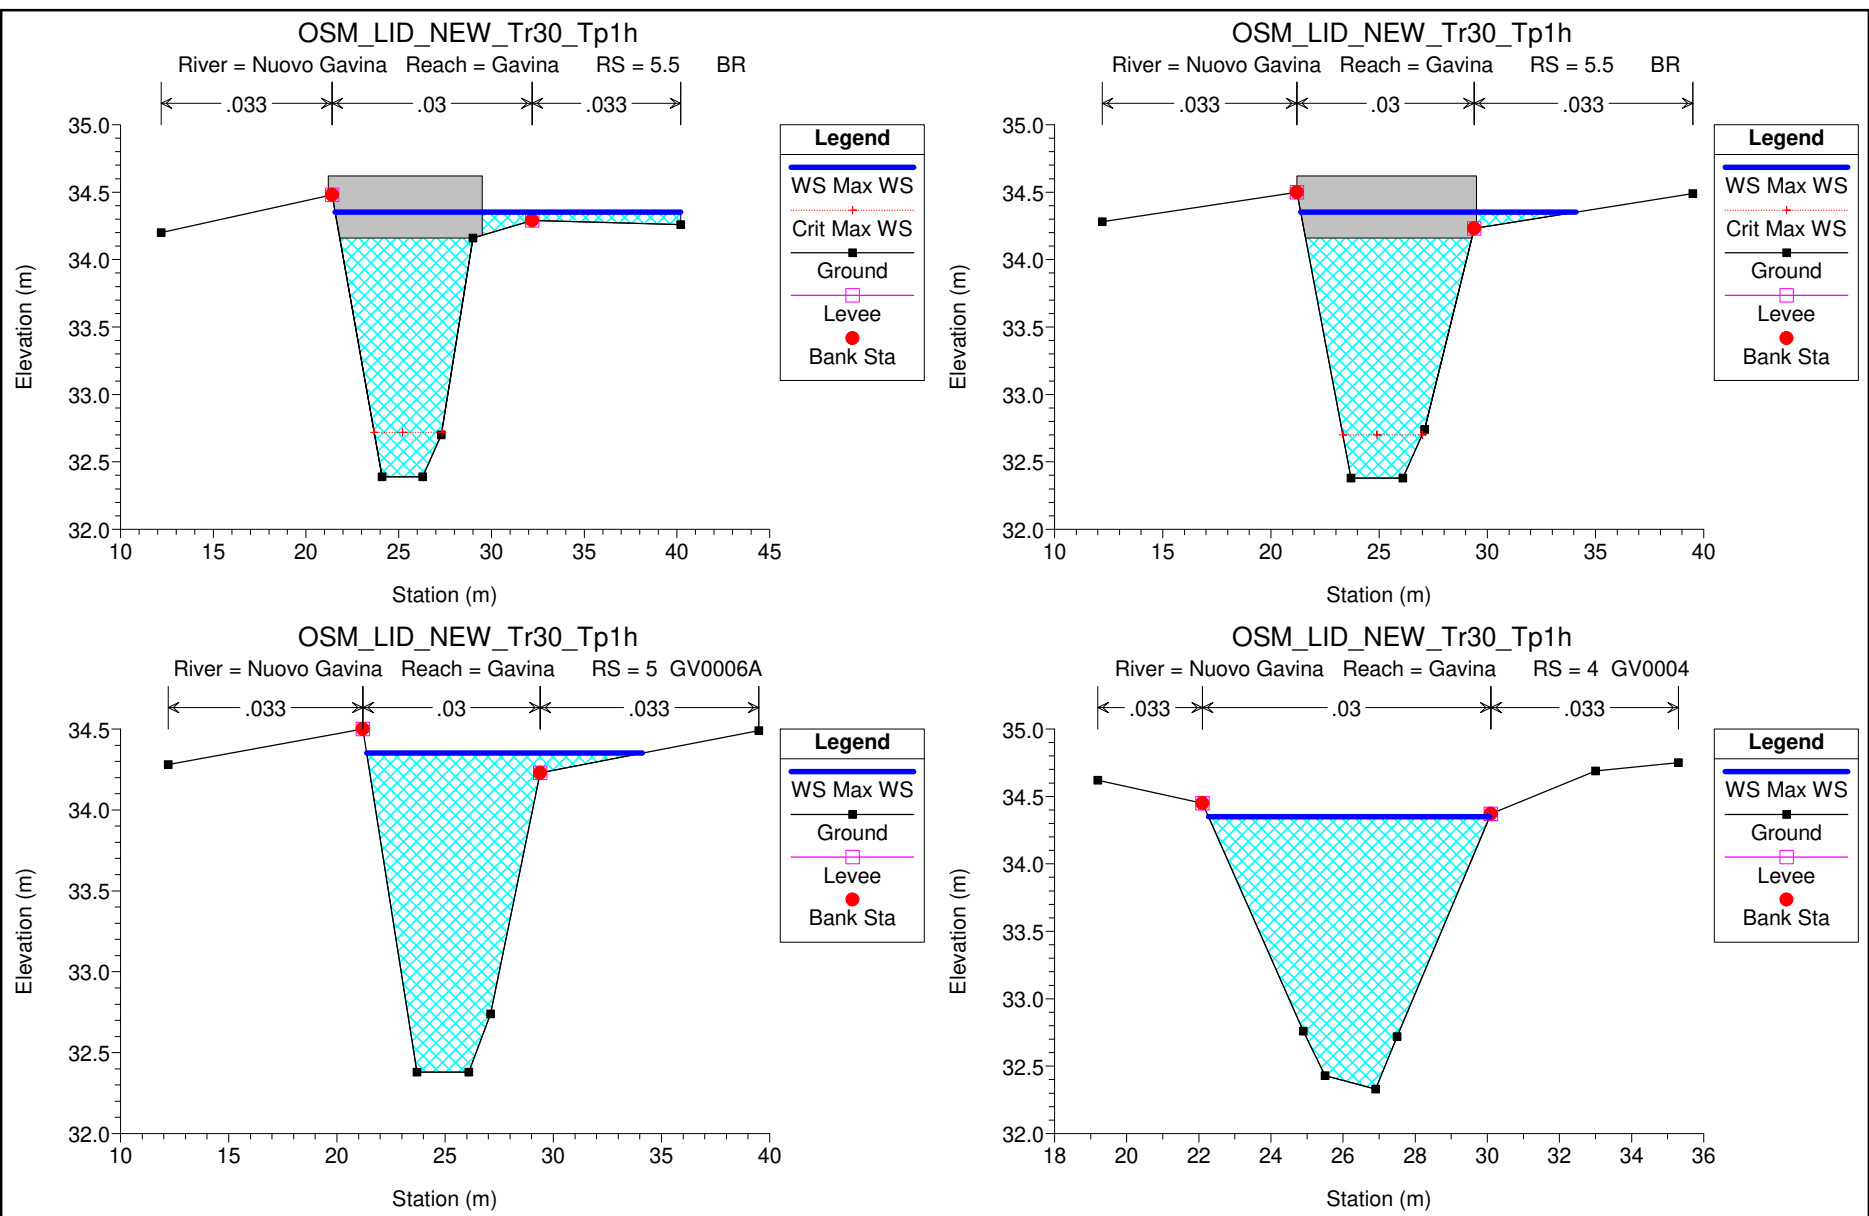 OSM_LID_NEW_Tr30_Tp1h
River = Nuovo Gavina Reach = Gavina RS = 5.5 BR
.033 .03 .033
35.0
34.5
34.0
33.5
33.0
32.5
32.0
Elevation (m)
10 15 20 25 30 35 40 45
Station (m)
Legend
WS Max WS
Crit Max WS
Ground
Levee
Bank Sta
OSM_LID_NEW_Tr30_Tp1h
River = Nuovo Gavina Reach = Gavina RS = 5.5 BR
.033 .03 .033
35.0
34.5
34.0
33.5
33.0
32.5
32.0
Elevation (m)
10 15 20 25 30 35 40
Station (m)
Legend
WS Max WS
Crit Max WS
Ground
Levee
Bank Sta
OSM_LID_NEW_Tr30_Tp1h
River = Nuovo Gavina Reach = Gavina RS = 5 GV0006A
.033 .03 .033
34.5
34.0
33.5
33.0
32.5
32.0
Elevation (m)
10 15 20 25 30 35 40
Station (m)
Legend
WS Max WS
Ground
Levee
Bank Sta
OSM_LID_NEW_Tr30_Tp1h
River = Nuovo Gavina Reach = Gavina RS = 4 GV0004
.033 .03 .033
35.0
34.5
34.0
33.5
33.0
32.5
32.0
Elevation (m)
18 20 22 24 26 28 30 32 34 36
Station (m)
Legend
WS Max WS
Ground
Levee
Bank Sta